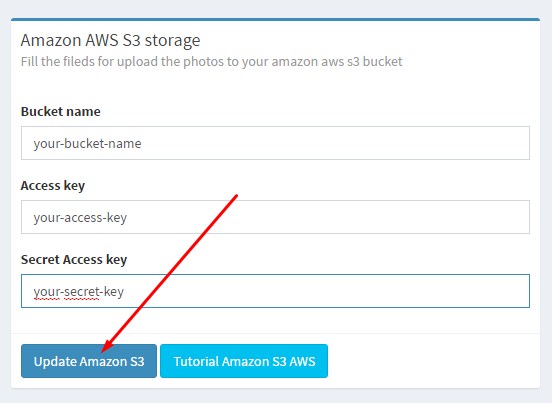 Amazon AWS S3 storage
Fill the fileds for upload the photos to your amazon aws s3 bucket
Bucket name
your-bucket-name
Access key
your-access-key
Secret Access key
your-secret-key
Update Amazon S3 Tutorial Amazon S3 AWS